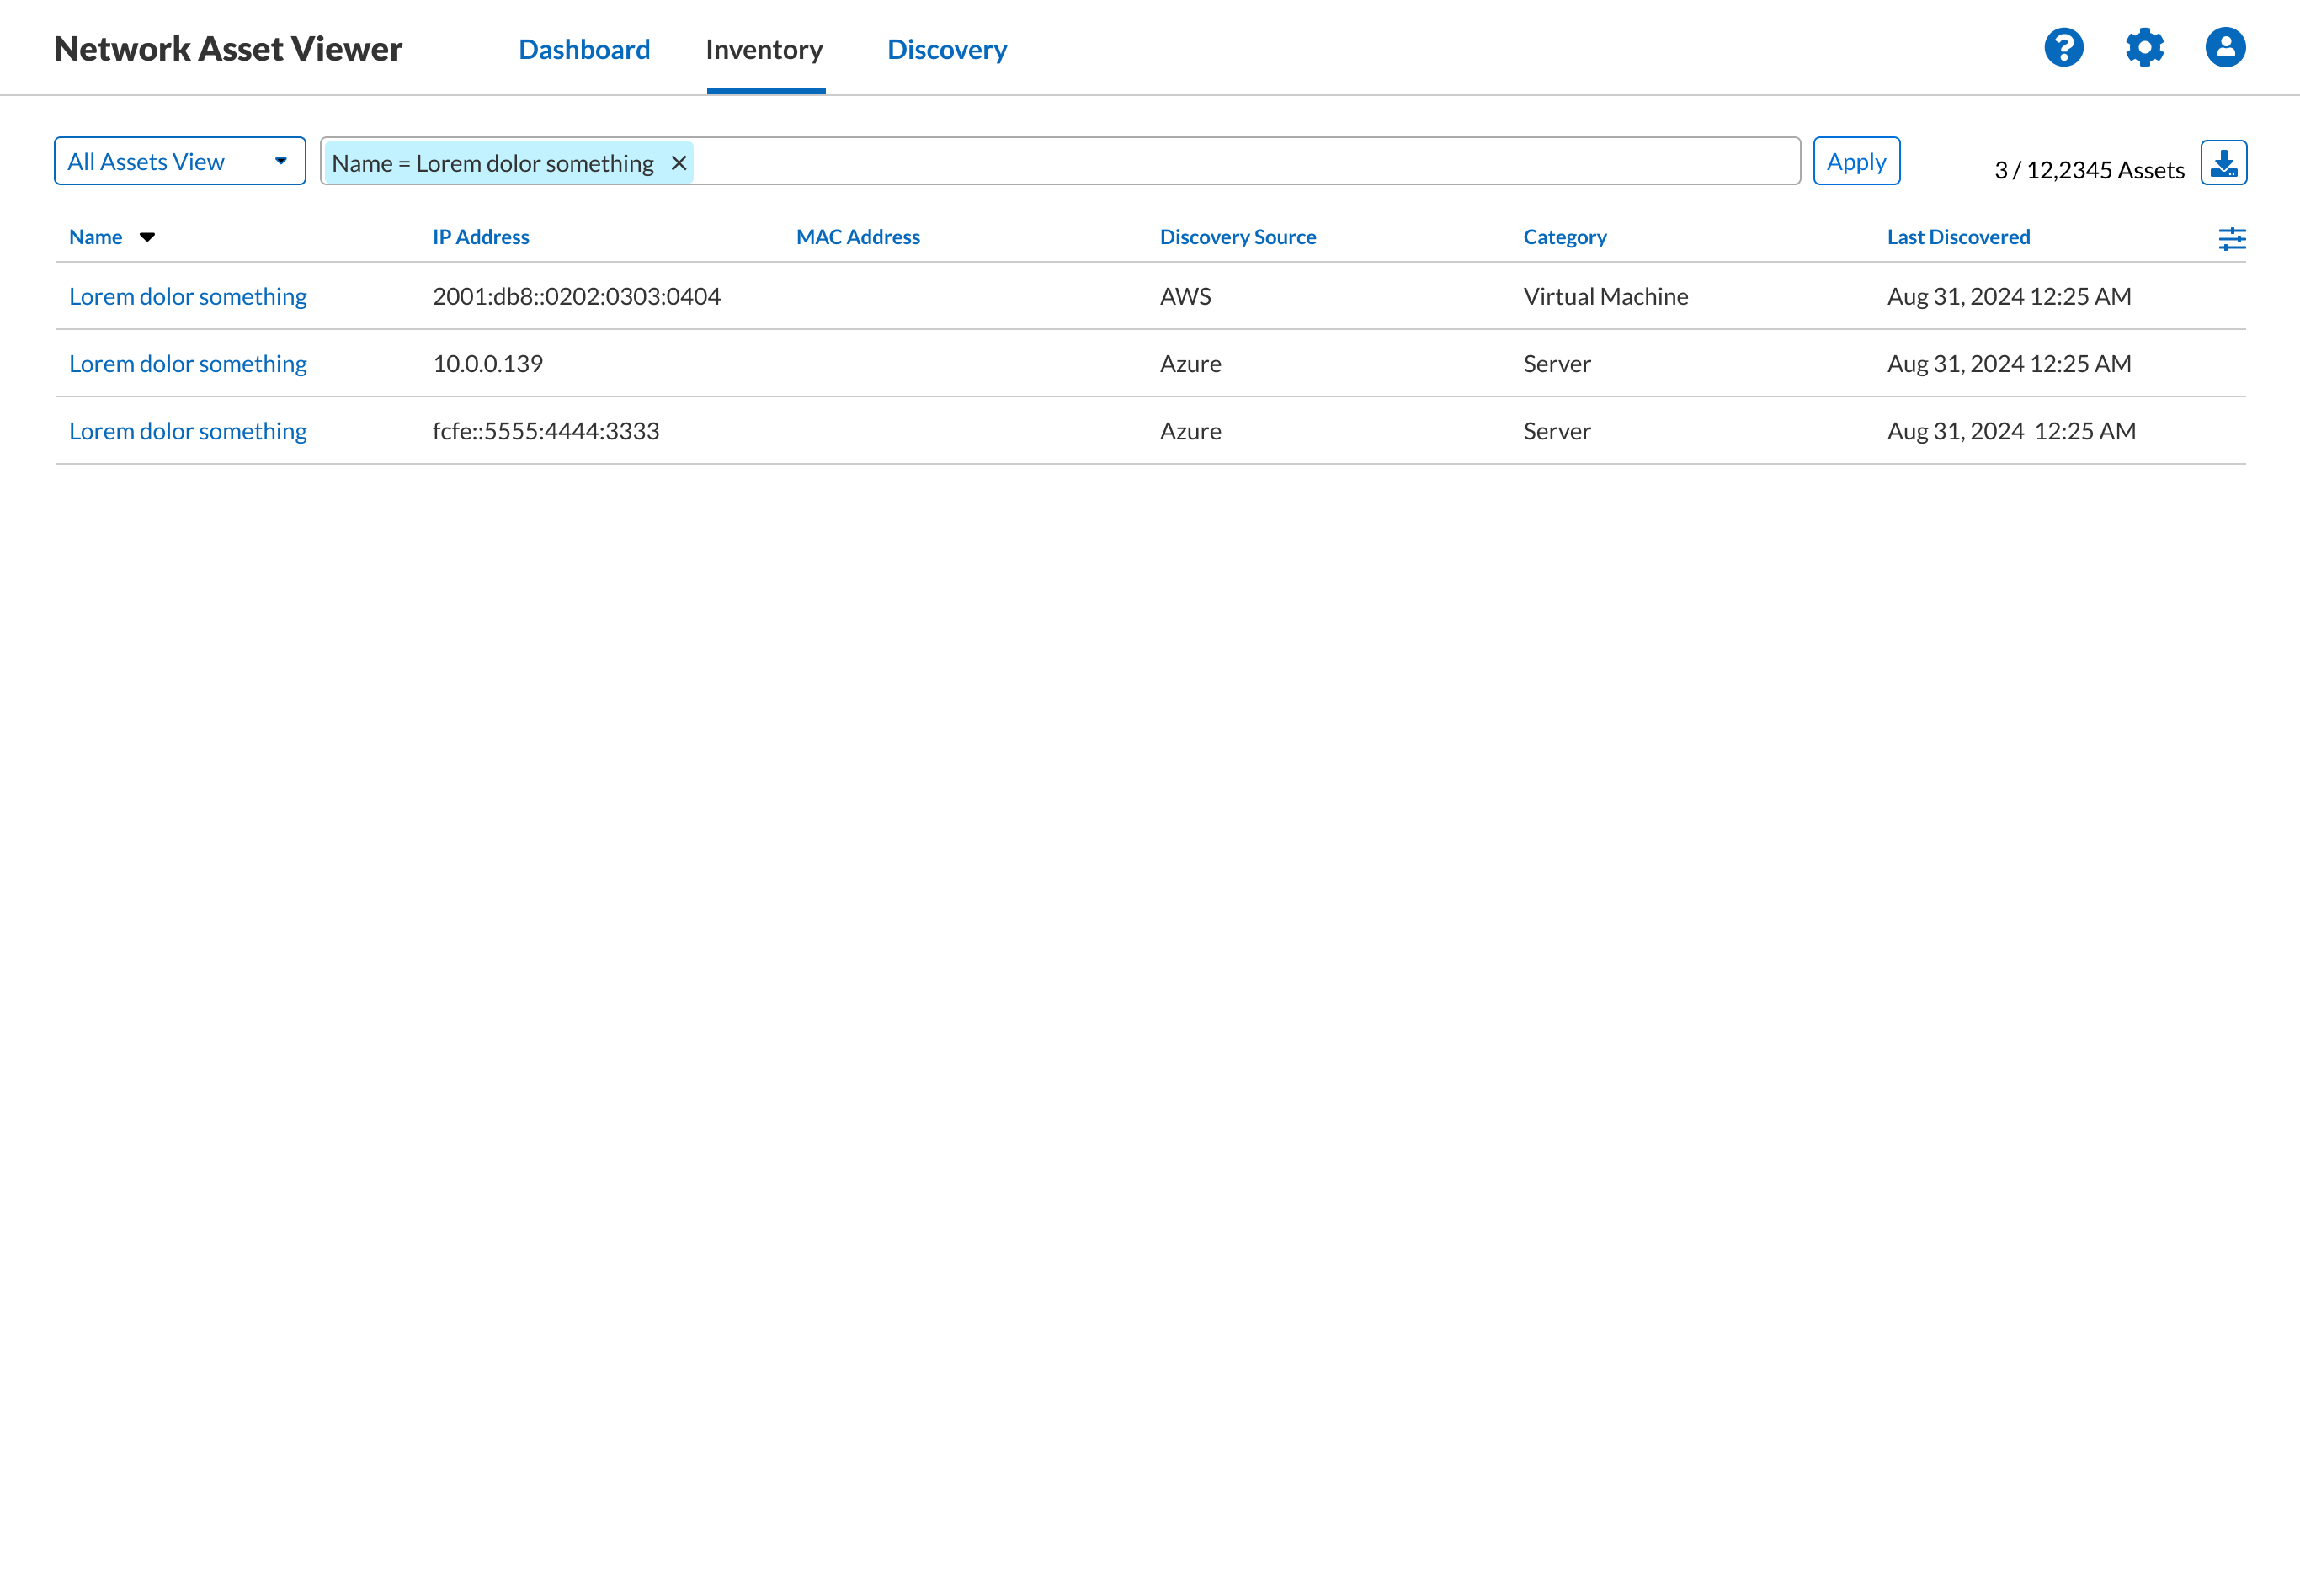 Network Asset Viewer Dashboard Inventory Discovery
All Assets View Name = Lorem dolor something Apply 3 / 12,2345 Assets
Name IP Address MAC Address Discovery Source Category Last Discovered
Lorem dolor something 2001:db8::0202:0303:0404 AWS Virtual Machine Aug 31, 2024 12:25 AM
Lorem dolor something 10.0.0.139 Azure Server Aug 31, 2024 12:25 AM
Lorem dolor something fcfe::5555:4444:3333 Azure Server Aug 31, 2024  12:25 AM